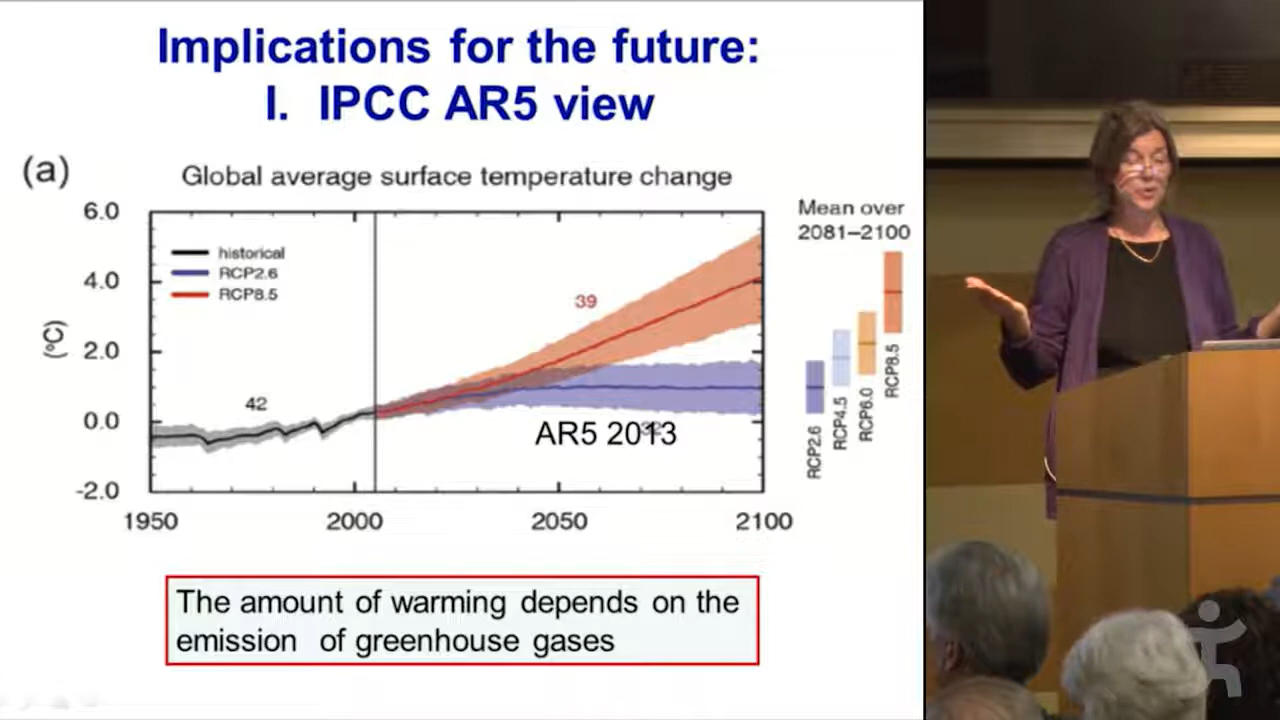 Implications for the future:
I. IPCC AR5 view
(a)
Global average surface temperature change
Mean over
2081–2100
6.0
4.0
2.0
0.0
-2.0
(°C)
historical
RCP2.6
RCP8.5
39
42
AR5 2013
1950
2000
2050
2100
RCP2.6
RCP4.5
RCP6.0
RCP8.5
The amount of warming depends on the
emission of greenhouse gases